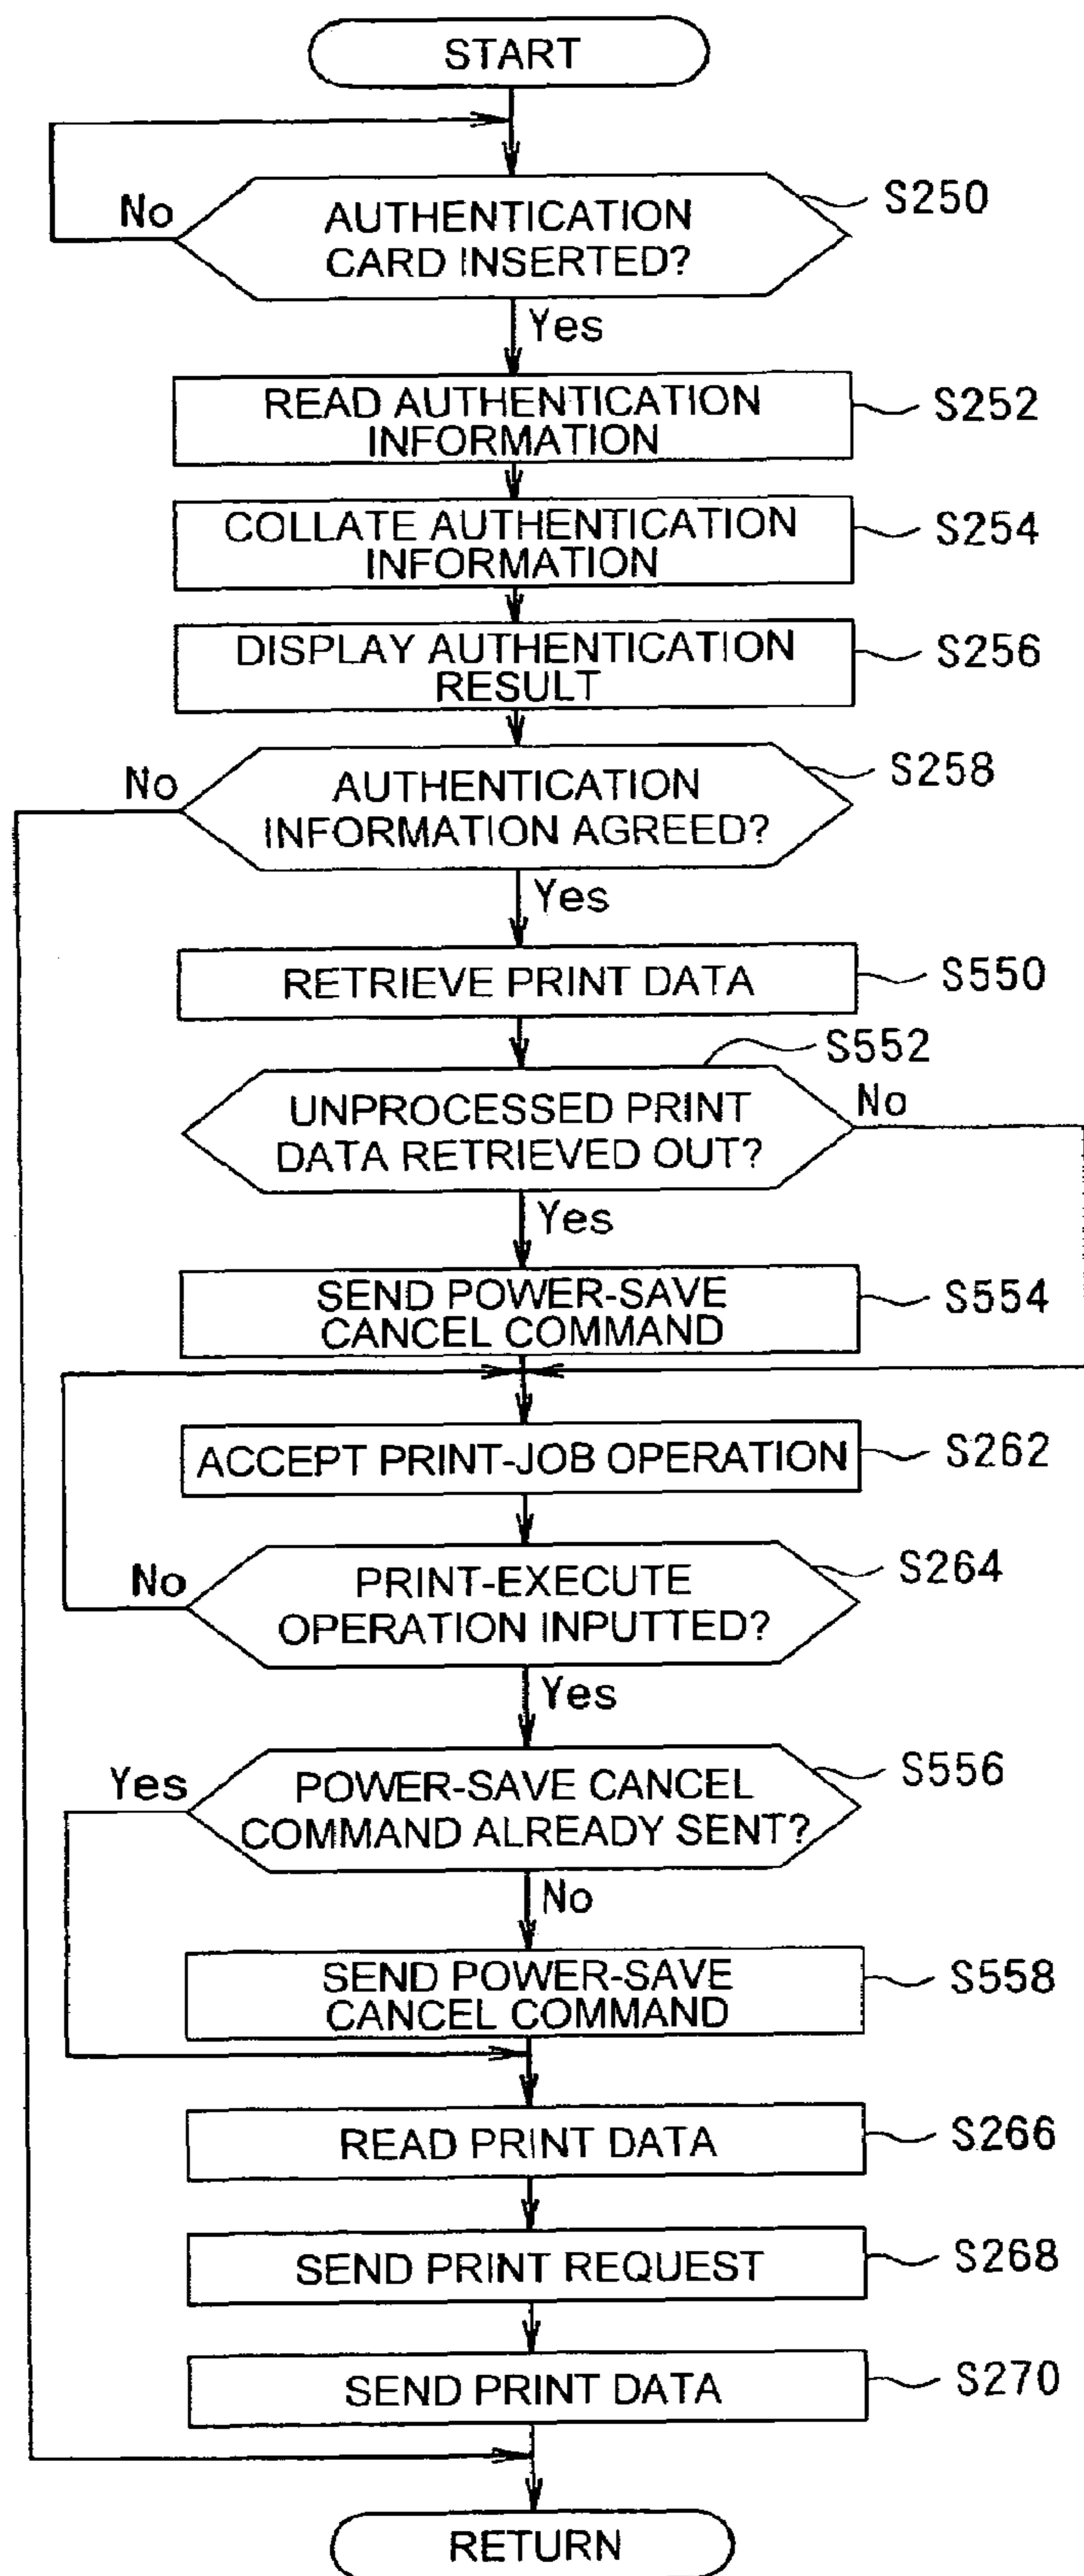 START
No
AUTHENTICATION
CARD INSERTED?
S250
Yes
READ AUTHENTICATION
INFORMATION
S252
COLLATE AUTHENTICATION
INFORMATION
S254
DISPLAY AUTHENTICATION
RESULT
S256
No
AUTHENTICATION
INFORMATION AGREED?
S258
Yes
RETRIEVE PRINT DATA
S550
S552
UNPROCESSED PRINT
DATA RETRIEVED OUT?
No
Yes
SEND POWER-SAVE
CANCEL COMMAND
S554
ACCEPT PRINT-JOB OPERATION
S262
No
PRINT-EXECUTE
OPERATION INPUTTED?
S264
Yes
Yes
POWER-SAVE CANCEL
COMMAND ALREADY SENT?
S556
No
SEND POWER-SAVE
CANCEL COMMAND
S558
READ PRINT DATA
S266
SEND PRINT REQUEST
S268
SEND PRINT DATA
S270
RETURN